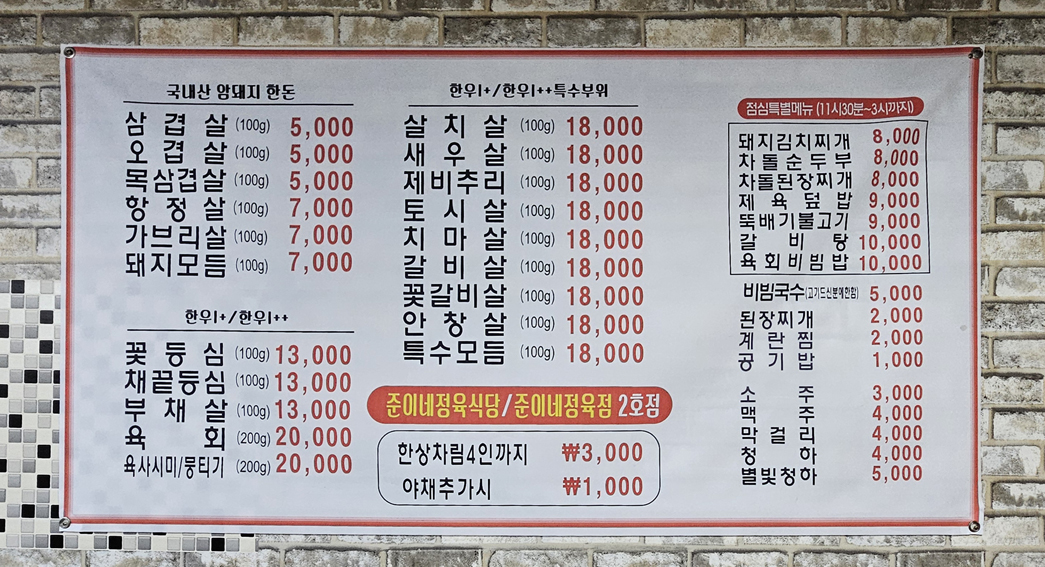 국내산 암돼지 한돈
삼겹살(100g) 5,000
오겹살(100g) 5,000
목삼겹살(100g) 5,000
항정살(100g) 7,000
가브리살(100g) 7,000
돼지모듬(100g) 7,000
한우1+/한우1++
꽃등심(100g) 13,000
채끝등심(100g) 13,000
부채살(100g) 13,000
육회(200g) 20,000
육사시미/뭉티기(200g) 20,000
한우1+/한우1++특수부위
살치살(100g) 18,000
새우살(100g) 18,000
제비추리(100g) 18,000
토시살(100g) 18,000
치마살(100g) 18,000
갈비살(100g) 18,000
꽃갈비살(100g) 18,000
안창살(100g) 18,000
특수모듬(100g) 18,000
준이네정육식당/준이네정육점 2호점
한상차림4인까지 ₩3,000
야채추가시 ₩1,000
점심특별메뉴 (11시30분~3시까지)
돼지김치찌개 8,000
차돌순두부 8,000
차돌된장찌개 8,000
제육덮밥 9,000
뚝배기불고기 9,000
갈비탕 10,000
육회비빔밥 10,000
비빔국수(고기드신분에한함) 5,000
된장찌개 2,000
계란찜 2,000
공기밥 1,000
소주 3,000
맥주 4,000
막걸리 4,000
청하 4,000
별빛청하 5,000